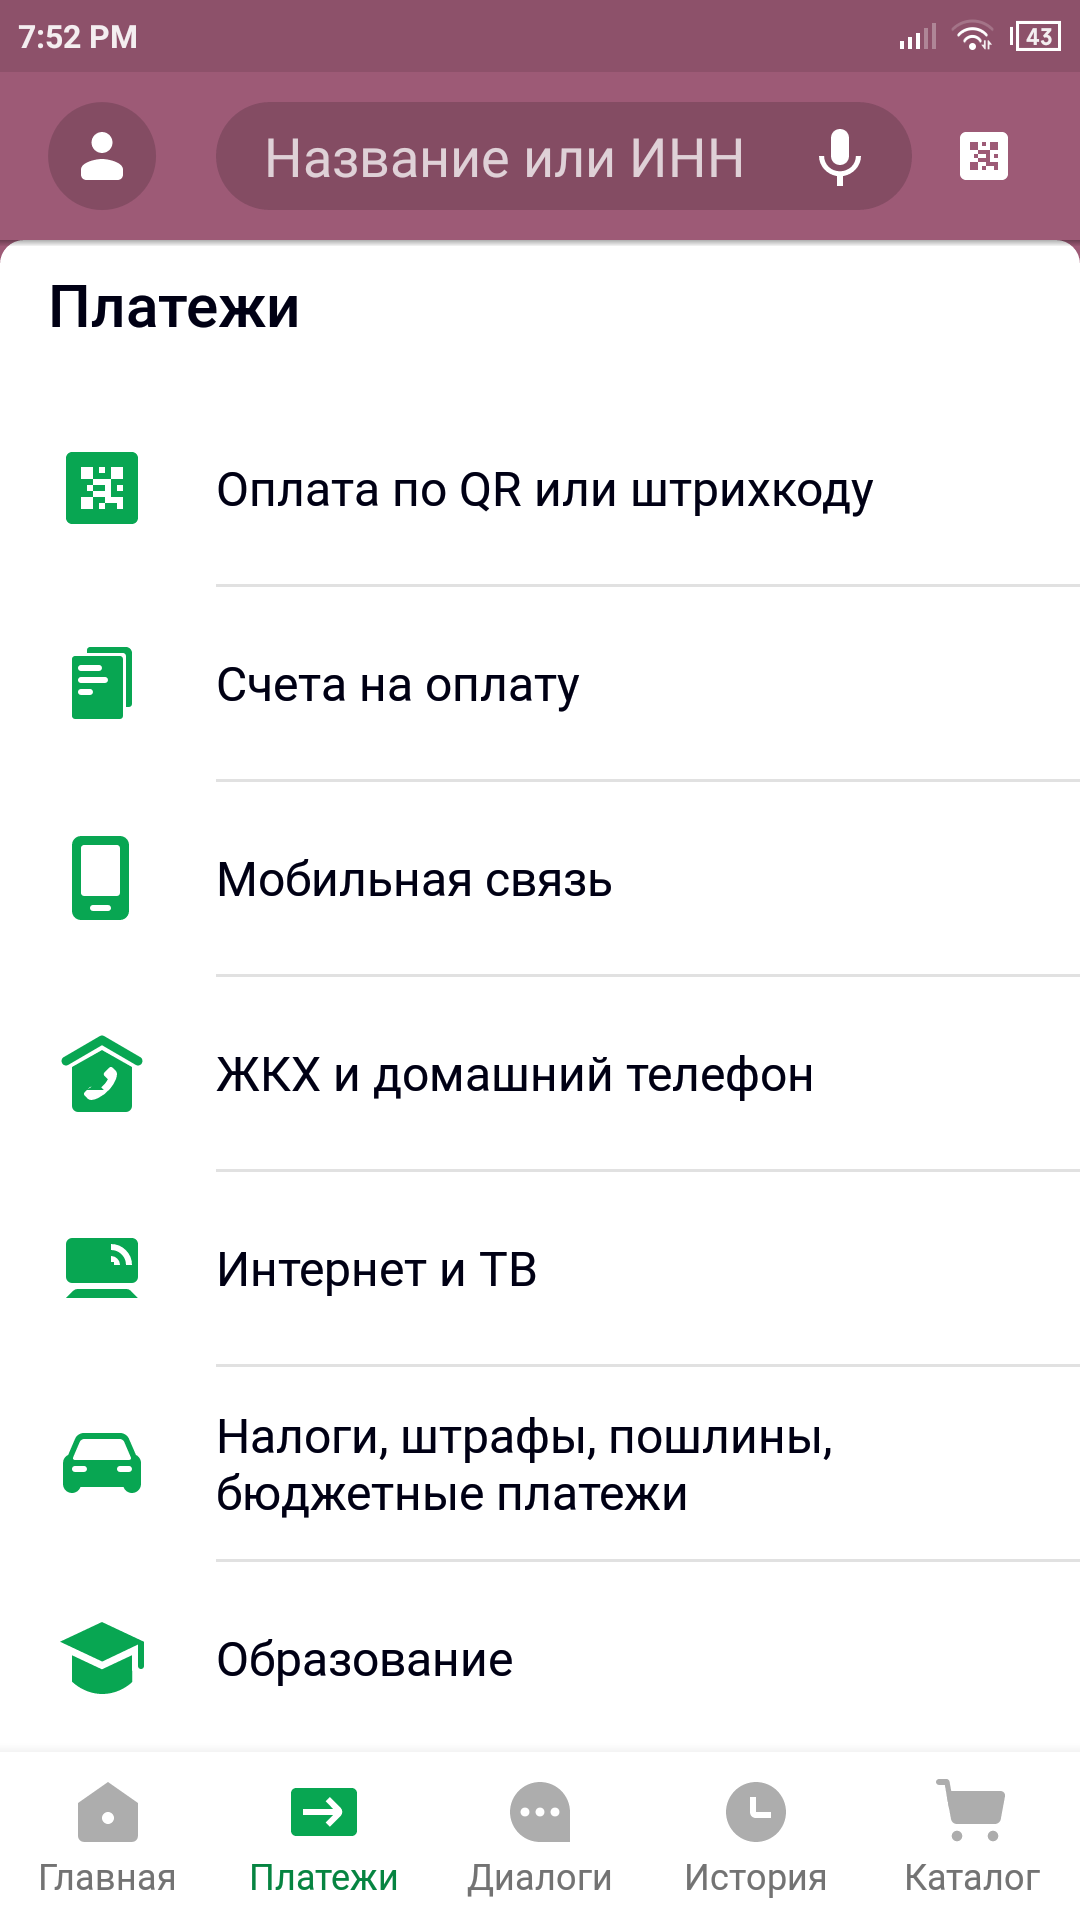 7:52 PM
43
Название или ИНН
Платежи
Оплата по QR или штрихкоду
Счета на оплату
Мобильная связь
ЖКХ и домашний телефон
Интернет и ТВ
Налоги, штрафы, пошлины,
бюджетные платежи
Образование
Главная
Платежи
Диалоги
История
Каталог